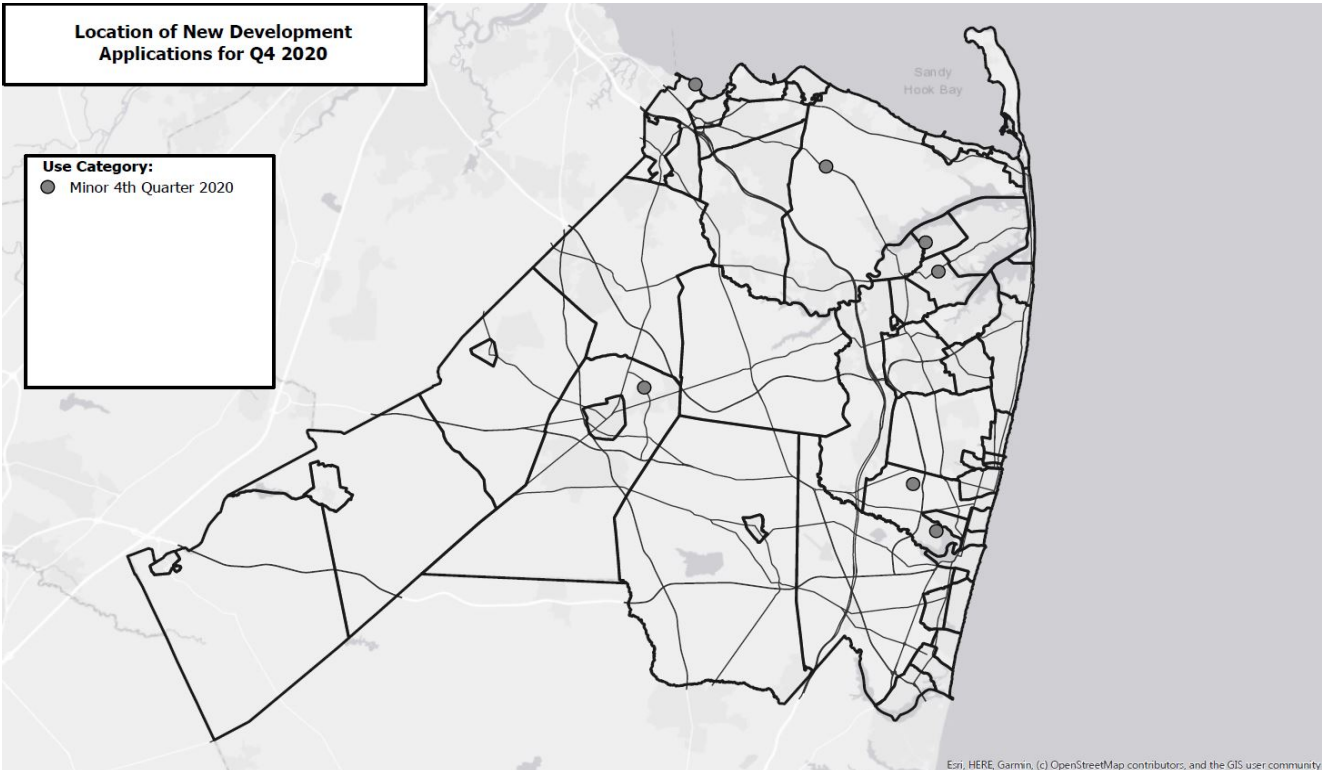 Location of New Development
Applications for Q4 2020
Sandy
Hook Bay
Use Category:
Minor 4th Quarter 2020
Esri, HERE, Garmin, (c) OpenStreetMap contributors, and the GIS user community